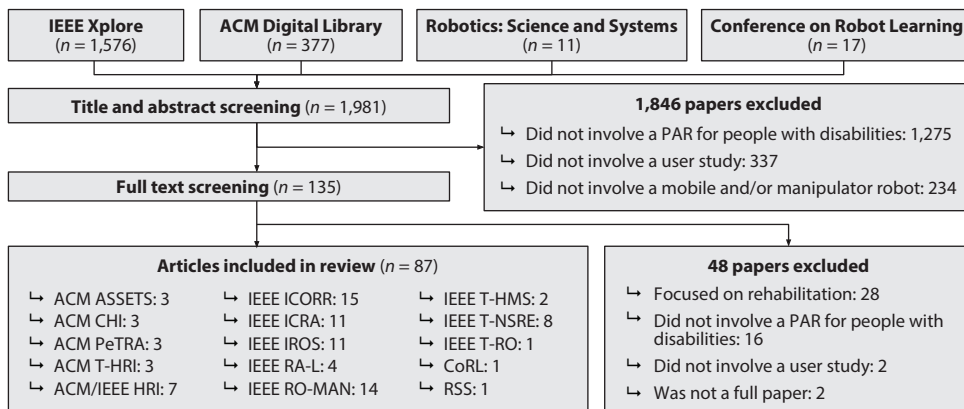 IEEE Xplore
(n = 1,576)
ACM Digital Library
(n = 377)
Robotics: Science and Systems
(n = 11)
Conference on Robot Learning
(n = 17)
Title and abstract screening (n = 1,981)
1,846 papers excluded
↳ Did not involve a PAR for people with disabilities: 1,275
↳ Did not involve a user study: 337
↳ Did not involve a mobile and/or manipulator robot: 234
Full text screening (n = 135)
Articles included in review (n = 87)
↳ ACM ASSETS: 3
↳ ACM CHI: 3
↳ ACM PeTRA: 3
↳ ACM T-HRI: 3
↳ ACM/IEEE HRI: 7
↳ IEEE ICORR: 15
↳ IEEE ICRA: 11
↳ IEEE IROS: 11
↳ IEEE RA-L: 4
↳ IEEE RO-MAN: 14
↳ IEEE T-HMS: 2
↳ IEEE T-NSRE: 8
↳ IEEE T-RO: 1
↳ CoRL: 1
↳ RSS: 1
48 papers excluded
↳ Focused on rehabilitation: 28
↳ Did not involve a PAR for people with
disabilities: 16
↳ Did not involve a user study: 2
↳ Was not a full paper: 2